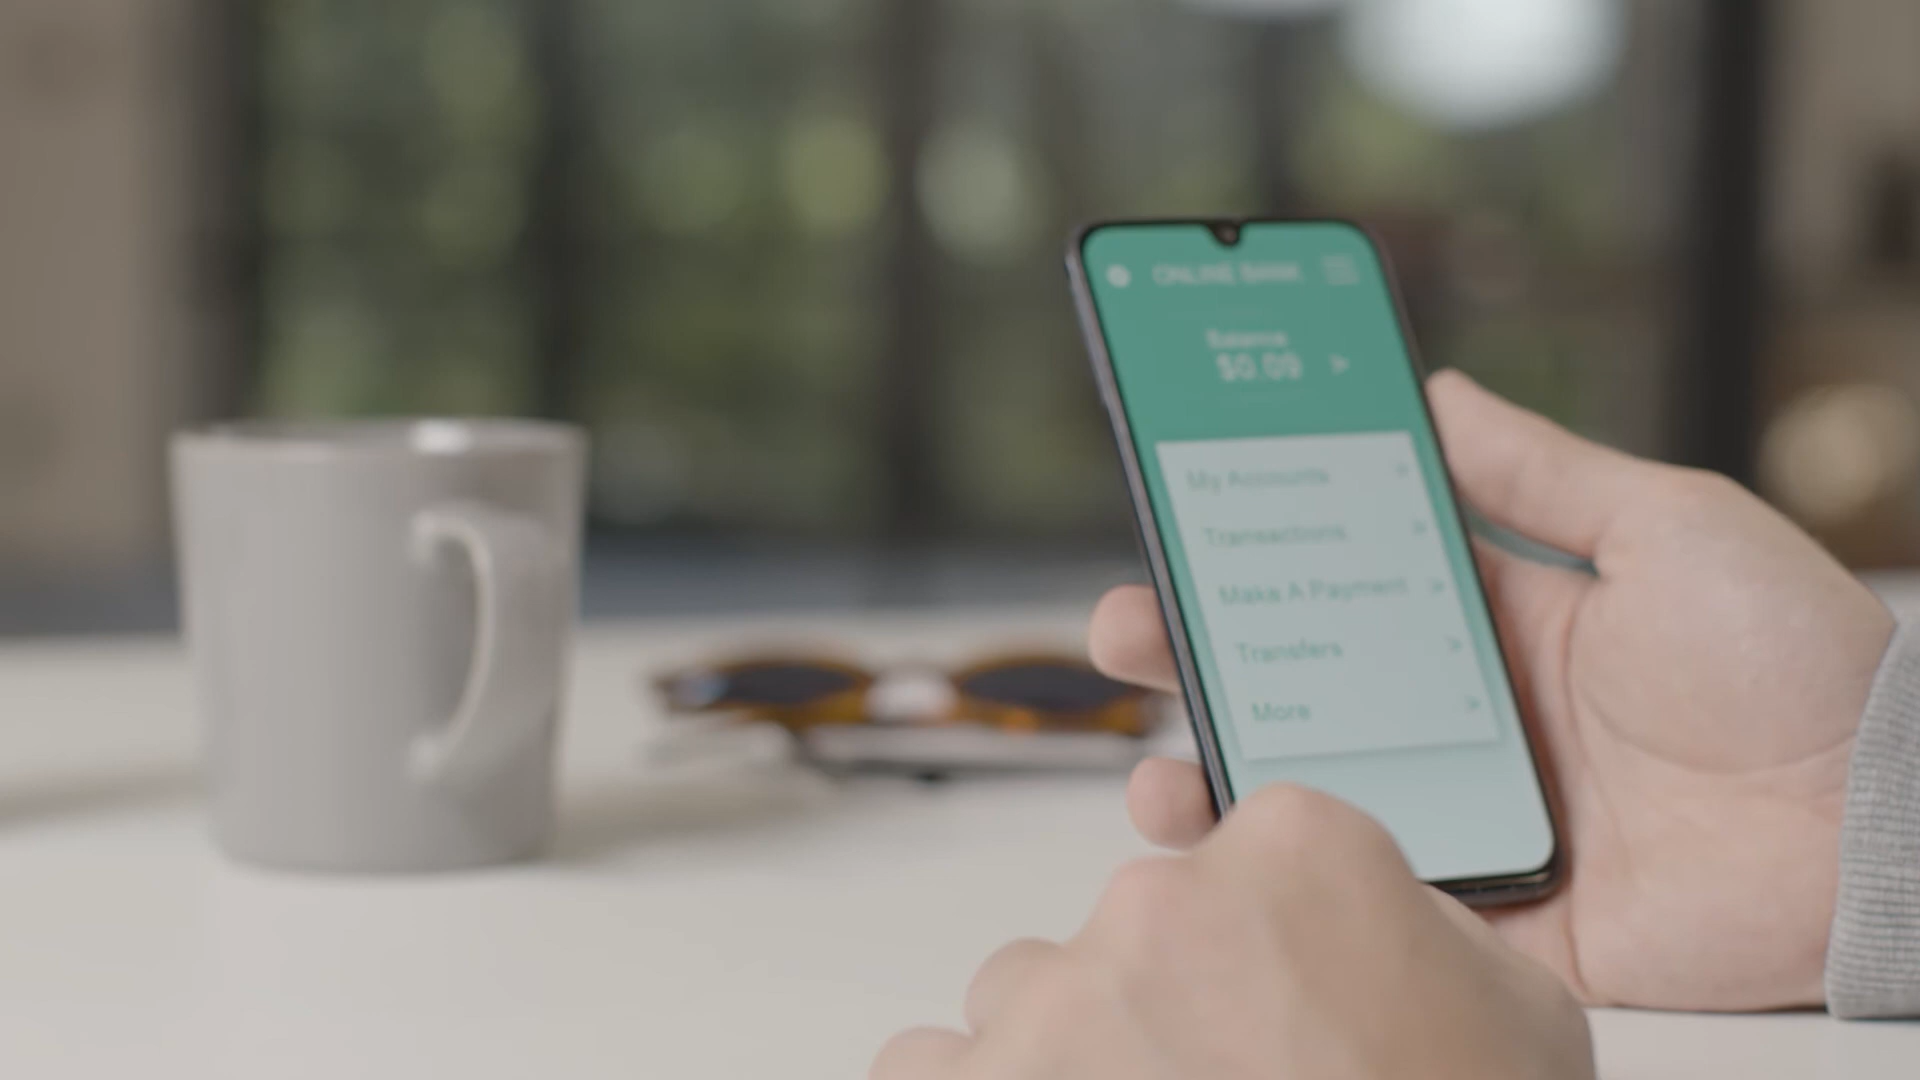 ONLINE BANK
Balance
$0.09 >
My Accounts >
Transactions >
Make A Payment >
Transfers >
More >